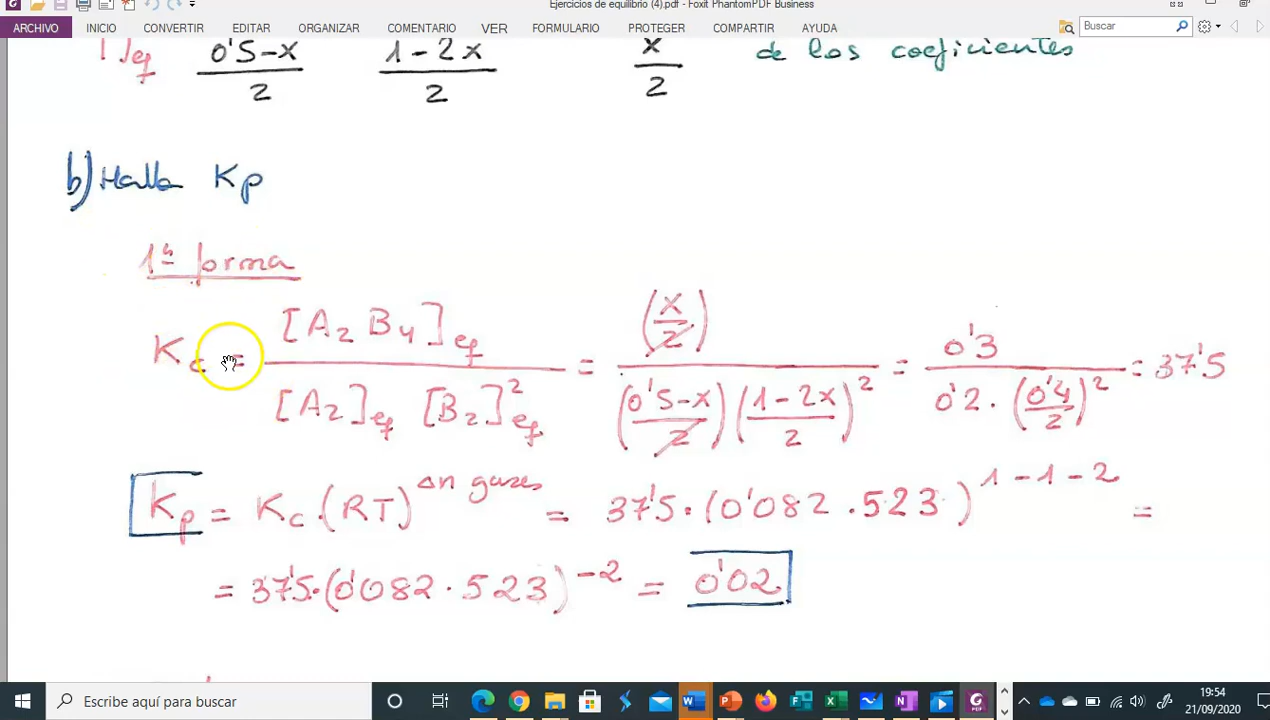 Ejercicios de equilibrio (4).pdf - Foxit PhantomPDF Business
ARCHIVO INICIO CONVERTIR EDITAR ORGANIZAR COMENTARIO VER FORMULARIO PROTEGER COMPARTIR AYUDA Buscar
[ ]eq (0'5-x)/2 (1-2x)/2 x/2 de los coeficientes
b) Halla Kp
1ª forma
Kc = [A₂B₄]eq / [A₂]eq [B₂]²eq = (x/2) / ((0'5-x)/2)((1-2x)/2)² = 0'3 / 0'2·(0'4/2)² = 37'5
Kp = Kc·(RT)^Δn gases = 37'5·(0'082·523)^1-1-2 =
= 37'5·(0'082·523)^-2 = 0'02
Escribe aquí para buscar 19:54
21/09/2020